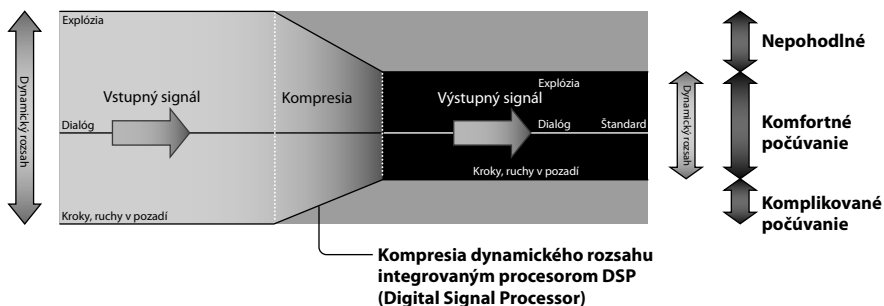 Explózia
Dynamický rozsah
Vstupný signál
Dialóg
Kroky, ruchy v pozadí
Kompresia
Explózia
Výstupný signál
Dialóg
Štandard
Kroky, ruchy v pozadí
Dynamický rozsah
Nepohodlné
Komfortné
počúvanie
Komplikované
počúvanie
Kompresia dynamického rozsahu
integrovaným procesorom DSP
(Digital Signal Processor)